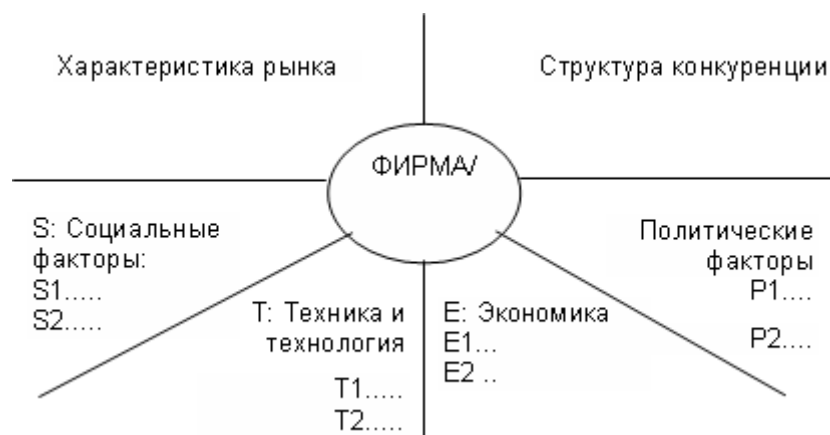 Характеристика рынка
Структура конкуренции
ФИРМА/
S: Социальные
факторы:
S1.....
S2.....
T: Техника и
технология
T1.....
T2.....
E: Экономика
E1...
E2 ..
Политические
факторы
P1....
P2....